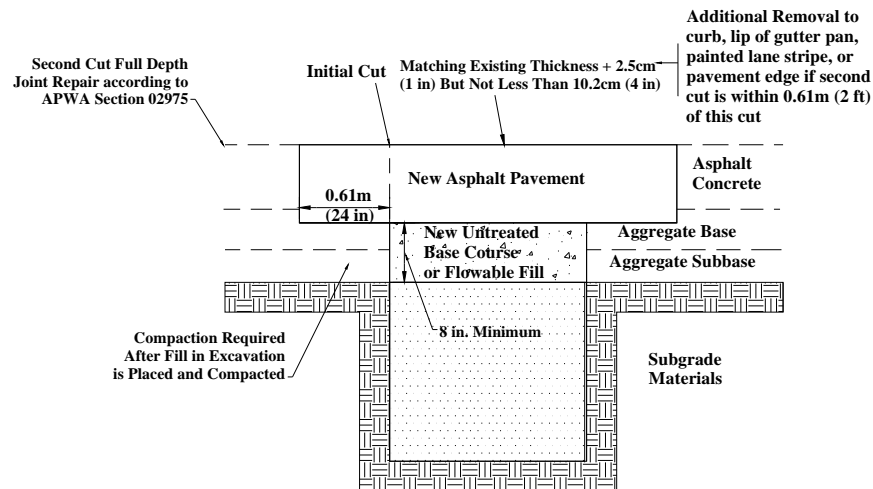 Second Cut Full Depth
Joint Repair according to
APWA Section 02975
Initial Cut
Matching Existing Thickness + 2.5cm
(1 in) But Not Less Than 10.2cm (4 in)
Additional Removal to
curb, lip of gutter pan,
painted lane stripe, or
pavement edge if second
cut is within 0.61m (2 ft)
of this cut
0.61m
(24 in)
New Asphalt Pavement
Asphalt
Concrete
New Untreated
Base Course
or Flowable Fill
Aggregate Base
Aggregate Subbase
8 in. Minimum
Compaction Required
After Fill in Excavation
is Placed and Compacted
Subgrade
Materials